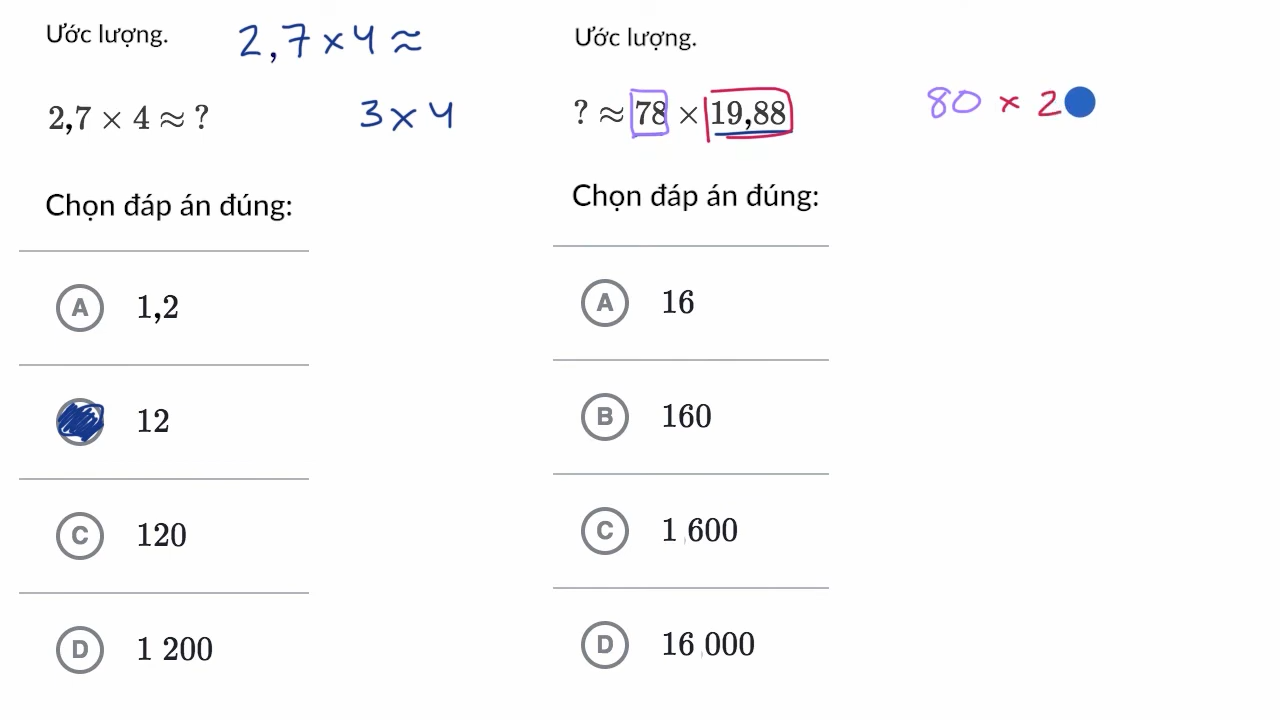 Ước lượng.
2,7 × 4 ≈
2,7 × 4 ≈ ?
3 × 4
Chọn đáp án đúng:
A 1,2
12
C 120
D 1 200
Ước lượng.
? ≈ 78 × 19,88
80 × 2
Chọn đáp án đúng:
A 16
B 160
C 1 600
D 16 000